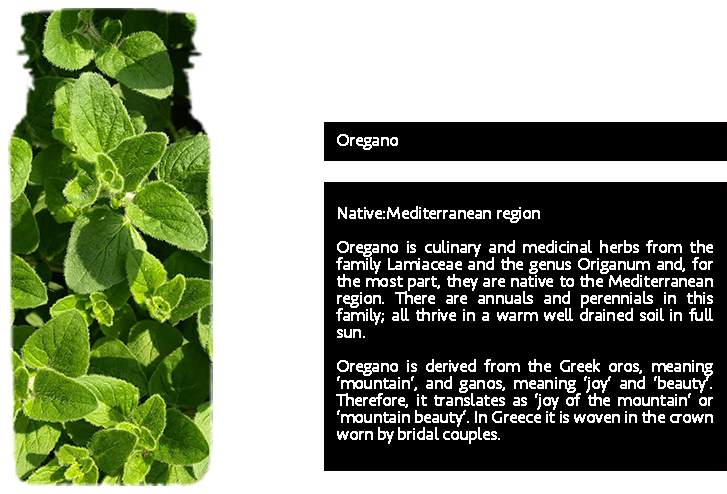 Oregano
Native:Mediterranean region
Oregano is culinary and medicinal herbs from the
family Lamiaceae and the genus Origanum and, for
the most part, they are native to the Mediterranean
region. There are annuals and perennials in this
family; all thrive in a warm well drained soil in full
sun.
Oregano is derived from the Greek oros, meaning
‘mountain’, and ganos, meaning ‘joy’ and ‘beauty’.
Therefore, it translates as ‘joy of the mountain’ or
‘mountain beauty’. In Greece it is woven in the crown
worn by bridal couples.